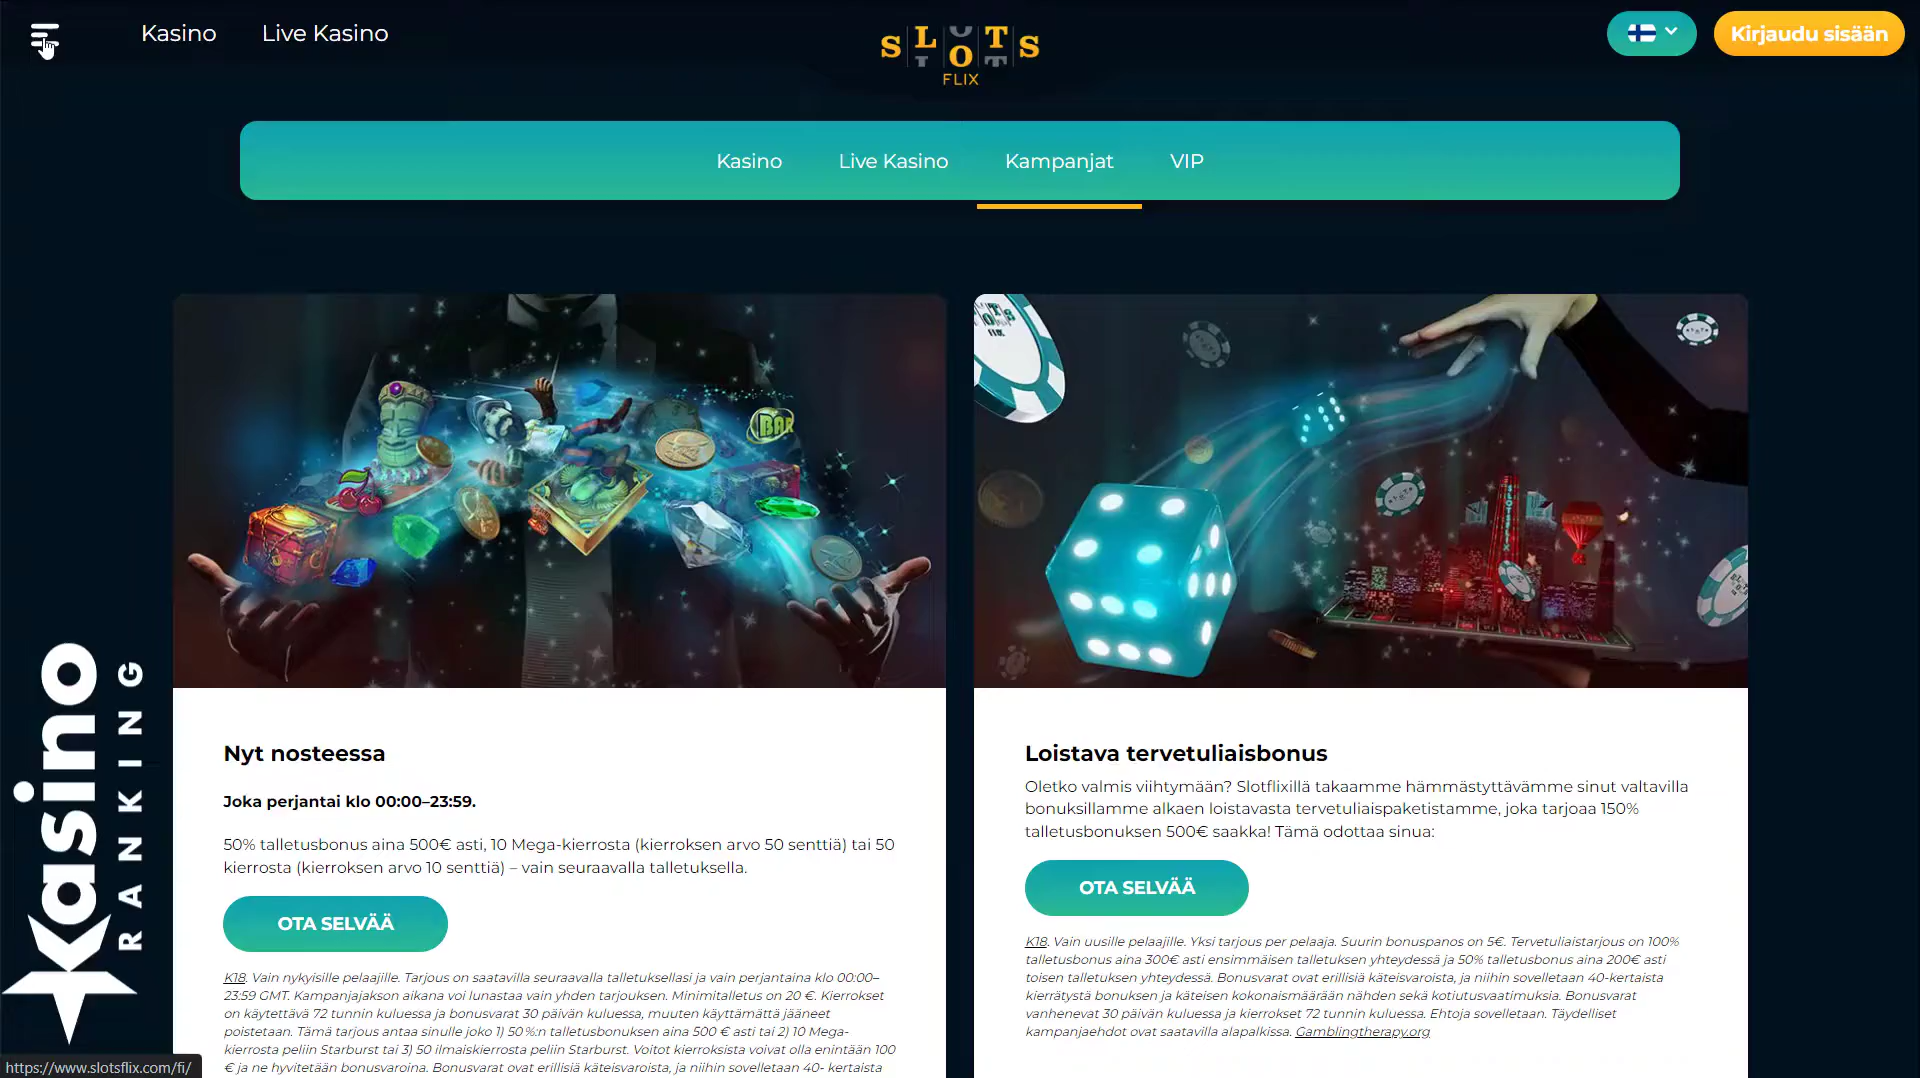 Kasino Live Kasino
SLOTS
FLIX
Kirjaudu sisään
Kasino Live Kasino Kampanjat VIP
BAR
SLOTSFLIX
Nyt nosteessa
Joka perjantai klo 00:00–23:59.
50% talletusbonus aina 500€ asti, 10 Mega-kierrosta (kierroksen arvo 50 senttiä) tai 50
kierrosta (kierroksen arvo 10 senttiä) – vain seuraavalla talletuksella.
OTA SELVÄÄ
K18. Vain nykyisille pelaajille. Tarjous on saatavilla seuraavalla talletuksellasi ja vain perjantaina klo 00:00–
23:59 GMT. Kampanjajakson aikana voi lunastaa vain yhden tarjouksen. Minimitalletus on 20 €. Kierrokset
on käytettävä 72 tunnin kuluessa ja bonusvarat 30 päivän kuluessa, muuten käyttämättä jääneet
poistetaan. Tämä tarjous antaa sinulle joko 1) 50 %:n talletusbonuksen aina 500 € asti tai 2) 10 Mega-
kierrosta peliin Starburst tai 3) 50 ilmaiskierrosta peliin Starburst. Voitot kierroksista voivat olla enintään 100
€ ja ne hyvitetään bonusvaroina. Bonusvarat ovat erillisiä käteisvaroista, ja niihin sovelletaan 40- kertaista
Loistava tervetuliaisbonus
Oletko valmis viihtymään? Slotflixillä takaamme hämmästyttävämme sinut valtavilla
bonuksillamme alkaen loistavasta tervetuliaispaketistamme, joka tarjoaa 150%
talletusbonuksen 500€ saakka! Tämä odottaa sinua:
OTA SELVÄÄ
K18. Vain uusille pelaajille. Yksi tarjous per pelaaja. Suurin bonuspanos on 5€. Tervetuliaistarjous on 100%
talletusbonus aina 300€ asti ensimmäisen talletuksen yhteydessä ja 50% talletusbonus aina 200€ asti
toisen talletuksen yhteydessä. Bonusvarat ovat erillisiä käteisvaroista, ja niihin sovelletaan 40-kertaista
kierrätystä bonuksen ja käteisen kokonaismäärään nähden sekä kotiutusvaatimuksia. Bonusvarat
vanhenevat 30 päivän kuluessa ja kierrokset 72 tunnin kuluessa. Ehtoja sovelletaan. Täydelliset
kampanjaehdot ovat saatavilla alapalkissa. Gamblingtherapy.org
Kasino
RANKING
https://www.slotsflix.com/fi/